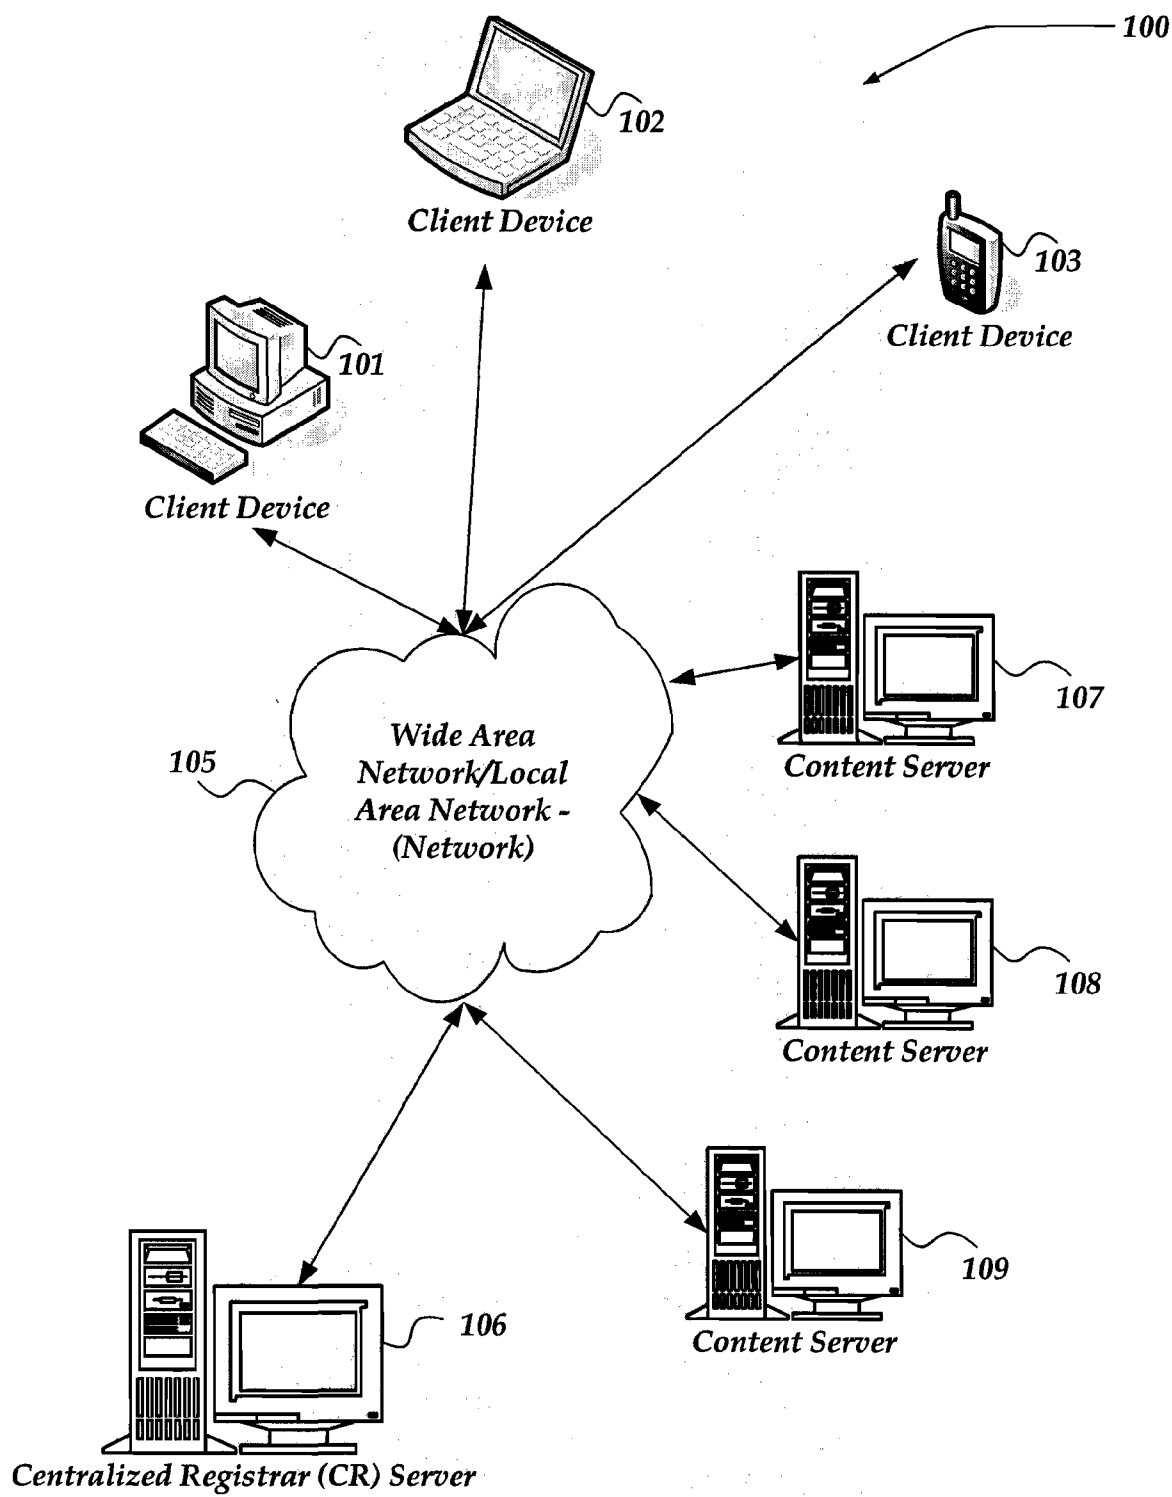 100
102
Client Device
103
Client Device
101
Client Device
107
Content Server
105
Wide Area
Network/Local
Area Network -
(Network)
108
Content Server
109
Content Server
106
Centralized Registrar (CR) Server